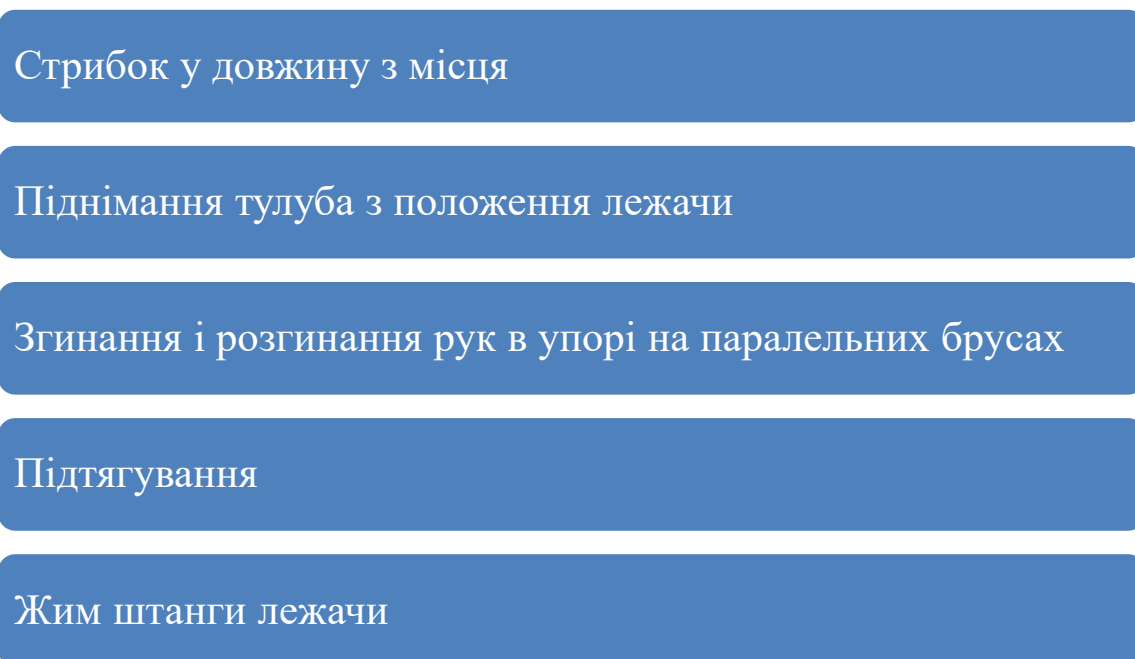 Стрибок у довжину з місця
Піднімання тулуба з положення лежачи
Згинання і розгинання рук в упорі на паралельних брусах
Підтягування
Жим штанги лежачи